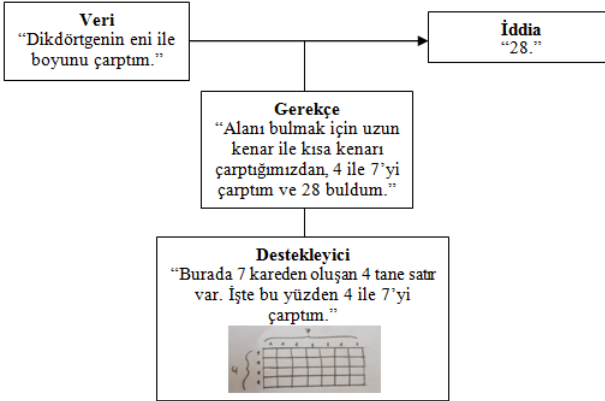 Veri
“Dikdörtgenin eni ile
boyunu çarptım.”
İddia
“28.”
Gerekçe
“Alanı bulmak için uzun
kenar ile kısa kenarı
çarptığımızdan, 4 ile 7’yi
çarptım ve 28 buldum.”
Destekleyici
“Burada 7 kareden oluşan 4 tane satır
var. İşte bu yüzden 4 ile 7’yi
çarptım.”